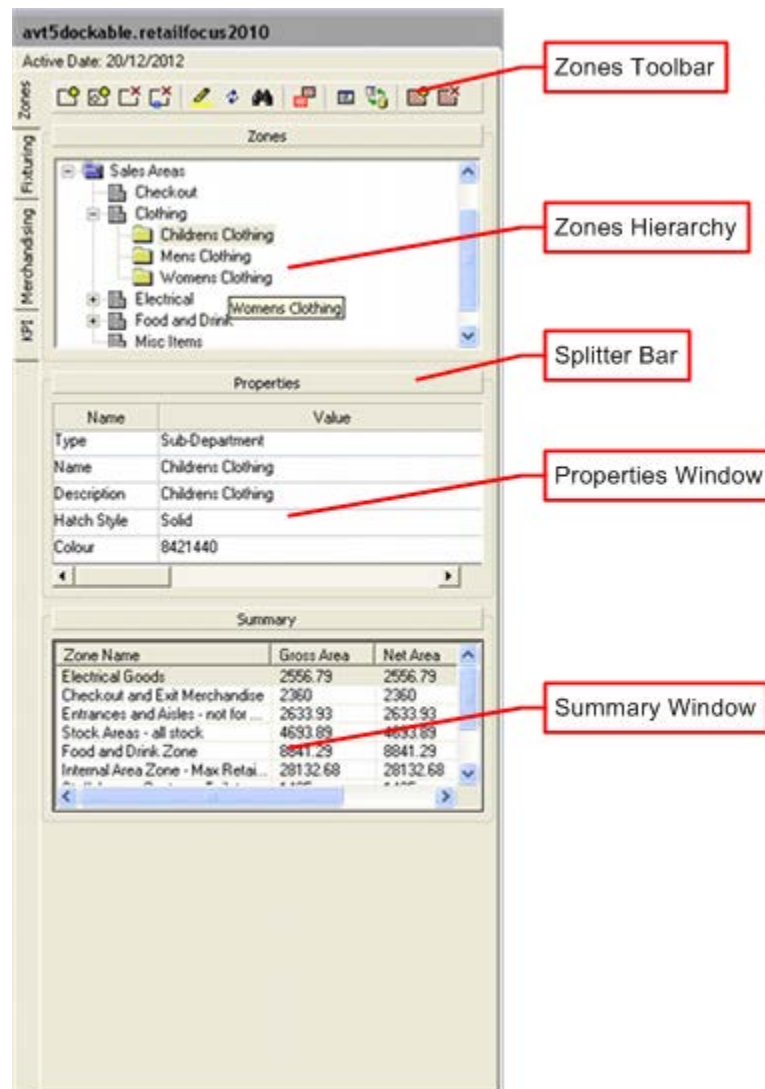 avt5dockable.retailfocus2010
Active Date: 20/12/2012
Zones Toolbar
Zones
Fixturing
Merchandising
KPI
Zones
Sales Areas
Checkout
Clothing
Childrens Clothing
Mens Clothing
Womens Clothing
Electrical
Womens Clothing
Food and Drink
Misc Items
Zones Hierarchy
Splitter Bar
Properties
Name Value
Type Sub-Department
Name Childrens Clothing
Description Childrens Clothing
Hatch Style Solid
Colour 8421440
Properties Window
Summary
Zone Name Gross Area Net Area
Electrical Goods 2556.79 2556.79
Checkout and Exit Merchandise 2360 2360
Entrances and Aisles - not for ... 2633.93 2633.93
Stock Areas - all stock 4693.89 4693.89
Food and Drink Zone 8841.29 8841.29
Internal Area Zone - Max Retai... 28132.68 28132.68
Summary Window